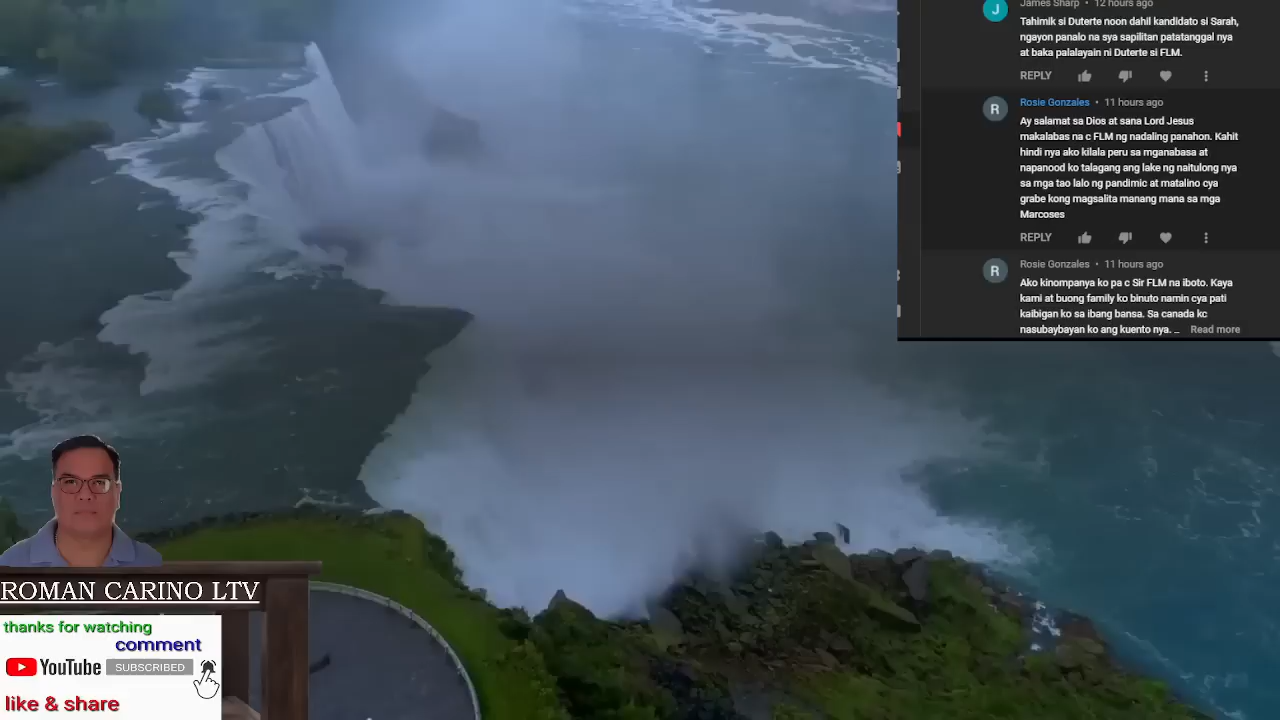 James Sharp • 12 hours ago
Tahimik si Duterte noon dahil kandidato si Sarah,
ngayon panalo na sya sapilitan patatanggal nya
at baka palalayain ni Duterte si FLM.
REPLY
Rosie Gonzales • 11 hours ago
Ay salamat sa Dios at sana Lord Jesus
makalabas na c FLM ng nadaling panahon. Kahit
hindi nya ako kilala peru sa mganabasa at
napanood ko talagang ang lake ng naitulong nya
sa mga tao lalo ng pandimic at matalino cya
grabe kong magsalita manang mana sa mga
Marcoses
REPLY
Rosie Gonzales • 11 hours ago
Ako kinompanya ko pa c Sir FLM na iboto. Kaya
kami at buong family ko binuto namin cya pati
kaibigan ko sa ibang bansa. Sa canada kc
nasubaybayan ko ang kuento nya. ... Read more
J
R
R
ROMAN CARINO LTV
thanks for watching
comment
YouTube SUBSCRIBED
like & share